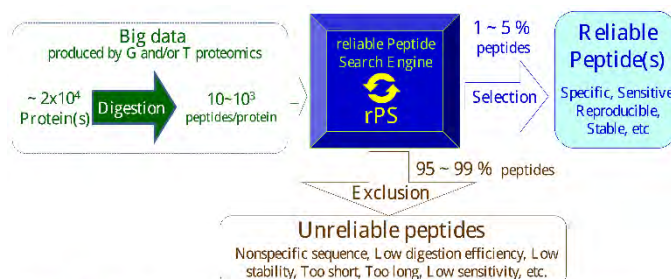 Big data
produced by G and/or T proteomics
~ 2x10⁴
Protein(s)
Digestion
10~10³
peptides/protein
reliable Peptide
Search Engine
rPS
1 ~ 5 %
peptides
Selection
Reliable
Peptide(s)
Specific, Sensitive
Reproducible,
Stable, etc
95 ~ 99 % peptides
Exclusion
Unreliable peptides
Nonspecific sequence, Low digestion efficiency, Low
stability, Too short, Too long, Low sensitivity, etc.